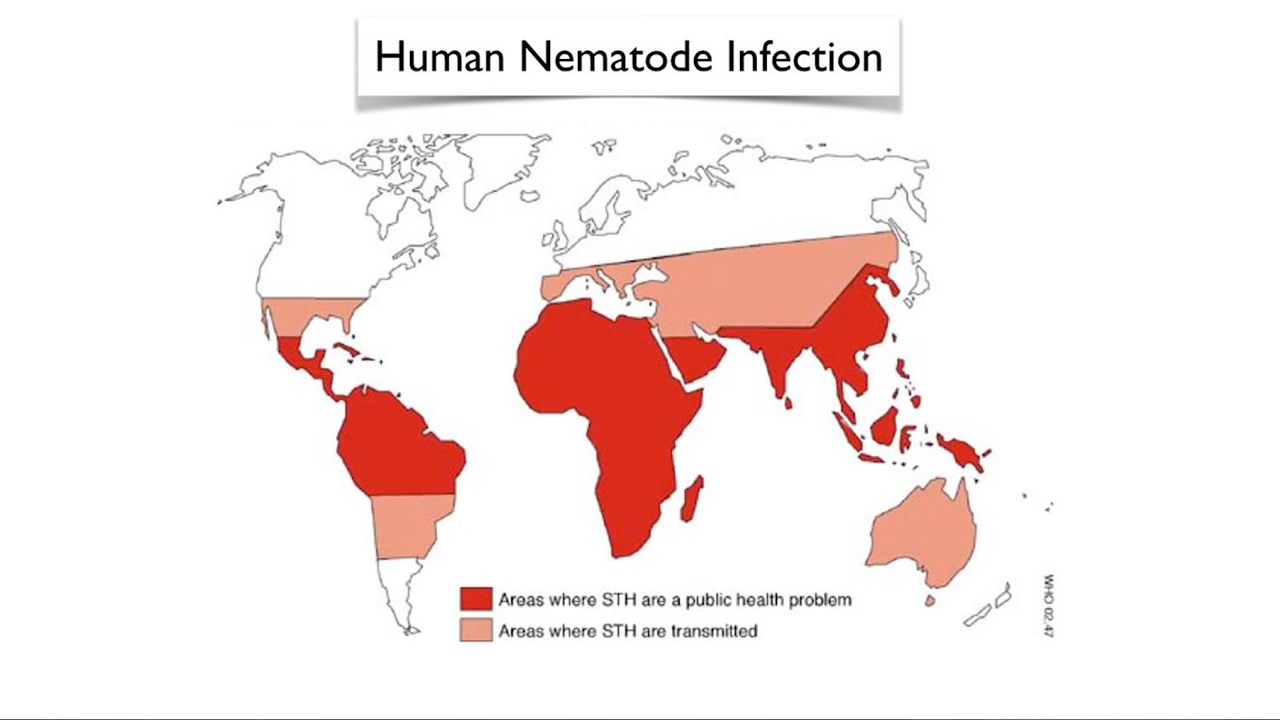 Human Nematode Infection
Areas where STH are a public health problem
Areas where STH are transmitted
WHO 02.47